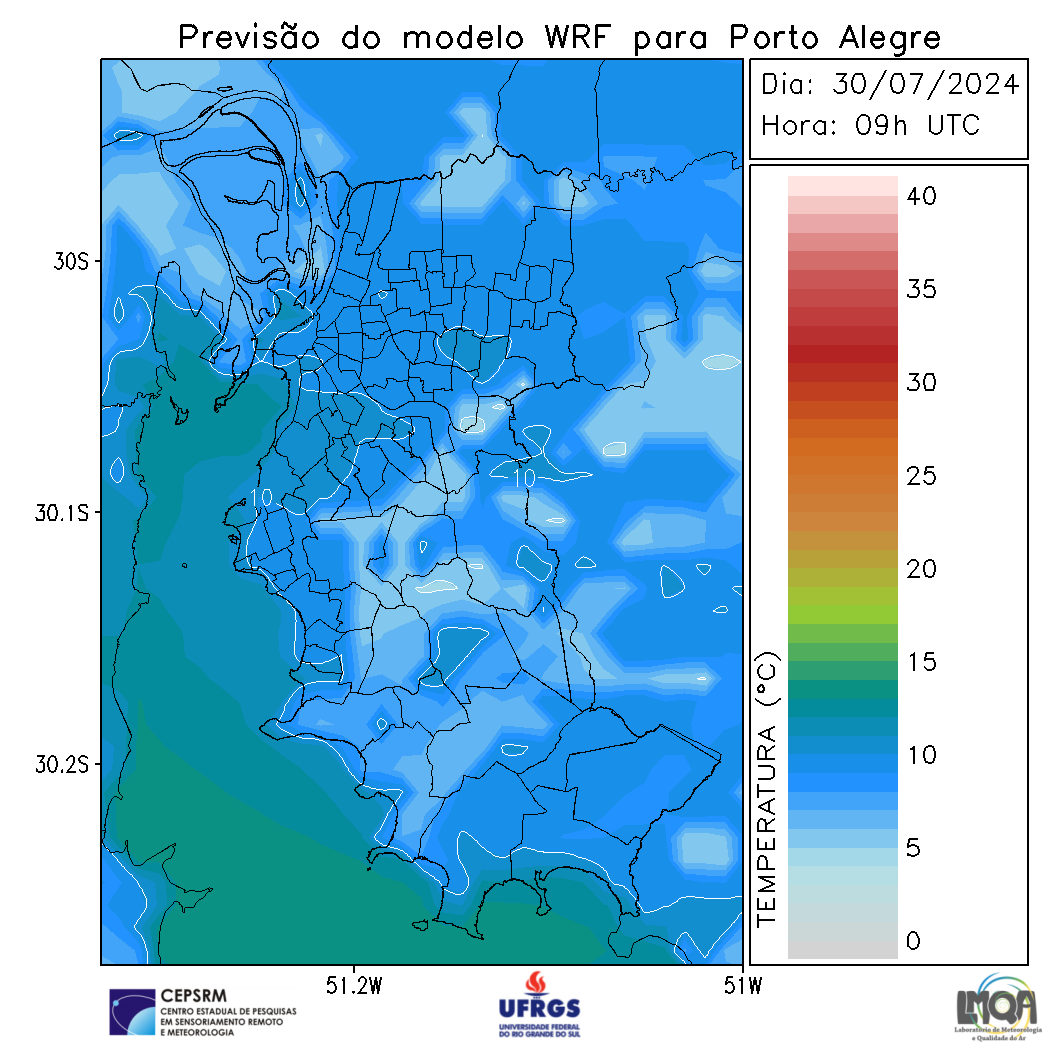 Previsão do modelo WRF para Porto Alegre
Dia: 30/07/2024
Hora: 09h UTC
40
35
30
25
20
15
10
5
0
TEMPERATURA (°C)
30S
30.1S
30.2S
51.2W
51W
10
10
CEPSRM
CENTRO ESTADUAL DE PESQUISAS
EM SENSORIAMENTO REMOTO
E METEOROLOGIA
UFRGS
UNIVERSIDADE FEDERAL
DO RIO GRANDE DO SUL
LMQA
Laboratório de Meteorologia
e Qualidade do Ar